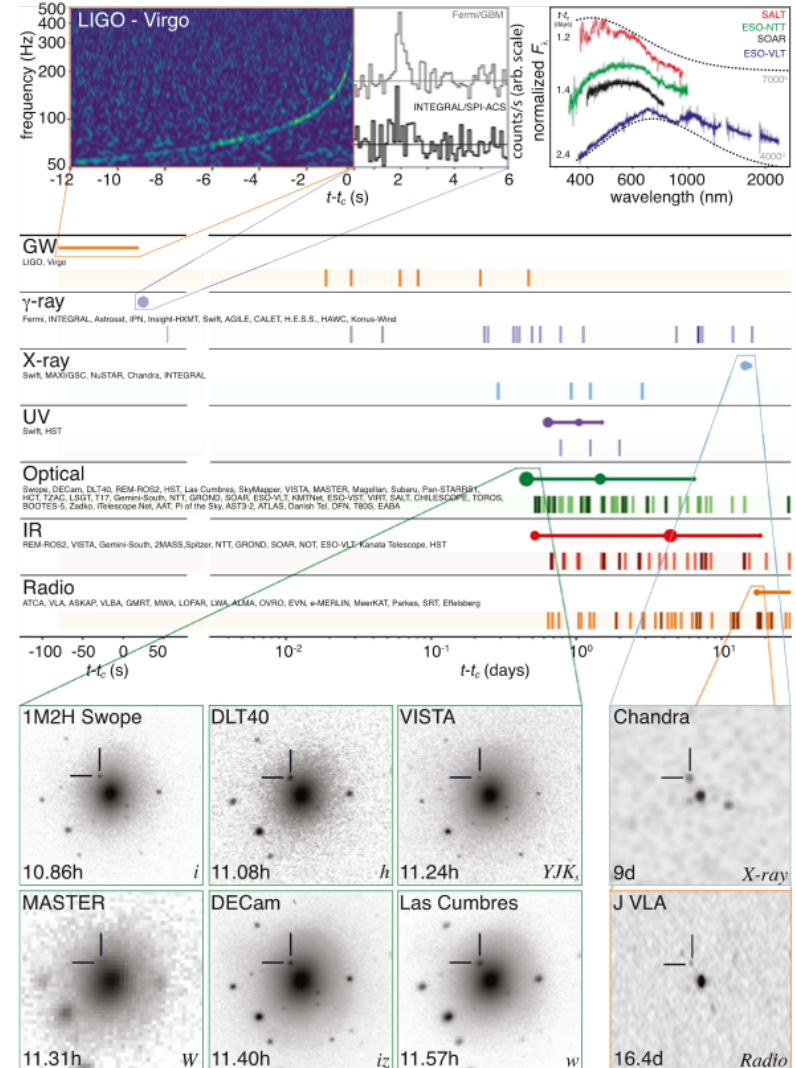 LIGO - Virgo
frequency (Hz)
500
400
300
200
100
50
-12 -10 -8 -6 -4 -2 0 2 4 6
t-tc (s)
Fermi/GBM
INTEGRAL/SPI-ACS
counts/s (arb. scale)
normalized Fλ
t-tc
(days)
1.2
1.4
2.4
SALT
ESO-NTT
SOAR
ESO-VLT
7000°
4000°
400 600 1000 2000
wavelength (nm)
GW
LIGO, Virgo
γ-ray
Fermi, INTEGRAL, Astrosat, IPN, Insight-HXMT, Swift, AGILE, CALET, H.E.S.S., HAWC, Konus-Wind
X-ray
Swift, MAXI/GSC, NuSTAR, Chandra, INTEGRAL
UV
Swift, HST
Optical
Swope, DECam, DLT40, REM-ROS2, HST, Las Cumbres, SkyMapper, VISTA, MASTER, Magellan, Subaru, Pan-STARRS1,
HCT, TZAC, LSGT, T17, Gemini-South, NTT, GROND, SOAR, ESO-VLT, KMTNet, ESO-VST, VIRT, SALT, CHILESCOPE, TOROS,
BOOTES-5, Zadko, iTelescope.Net, AAT, Pi of the Sky, AST3-2, ATLAS, Danish Tel, DFN, T80S, EABA
IR
REM-ROS2, VISTA, Gemini-South, 2MASS,Spitzer, NTT, GROND, SOAR, NOT, ESO-VLT, Kanata Telescope, HST
Radio
ATCA, VLA, ASKAP, VLBA, GMRT, MWA, LOFAR, LWA, ALMA, OVRO, EVN, e-MERLIN, MeerKAT, Parkes, SRT, Effelsberg
-100 -50 0 50 10⁻² 10⁻¹ 10⁰ 10¹
t-tc (s) t-tc (days)
1M2H Swope
10.86h i
DLT40
11.08h h
VISTA
11.24h YJKs
Chandra
9d X-ray
MASTER
11.31h W
DECam
11.40h iz
Las Cumbres
11.57h w
J VLA
16.4d Radio